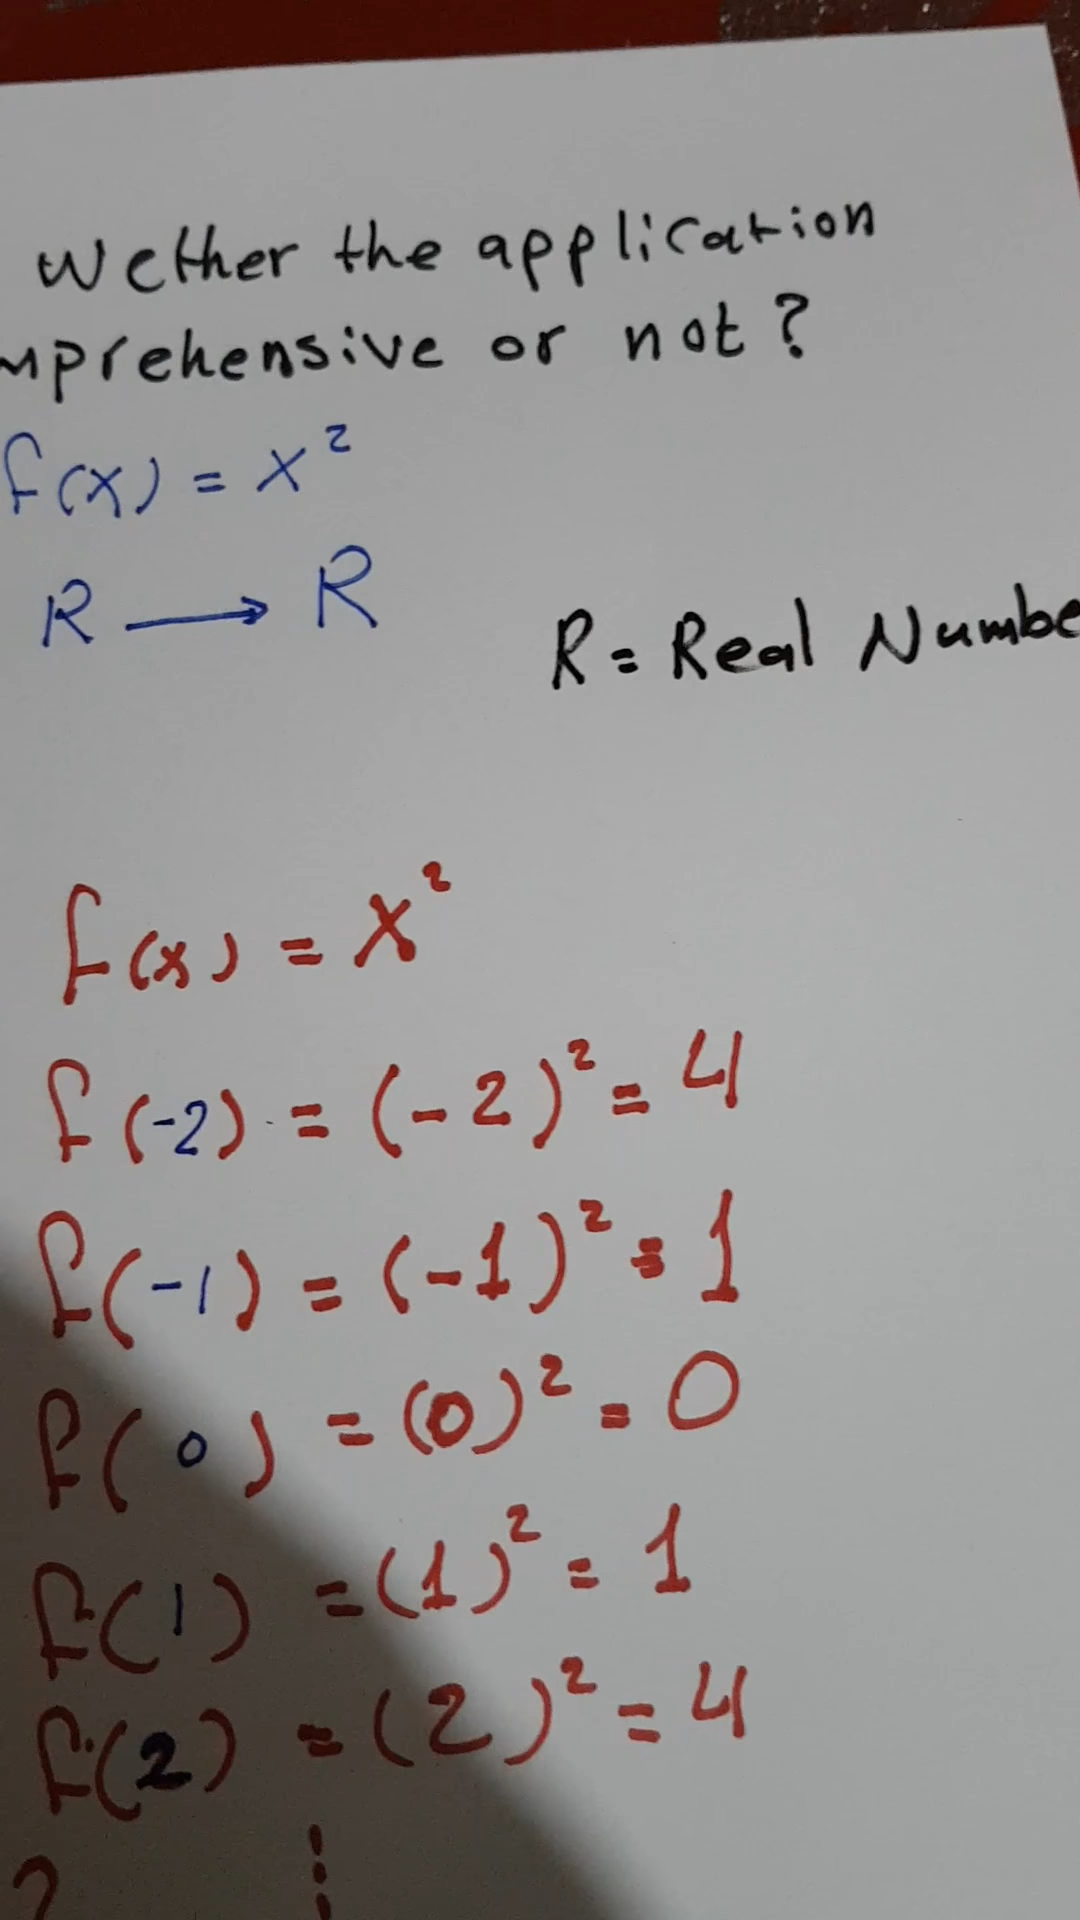 Wether the application
mprehensive or not?
f(x) = x²
R → R
R = Real Numbe
f(x) = x²
f(-2) = (-2)² = 4
f(-1) = (-1)² = 1
f(0) = (0)² = 0
f(1) = (1)² = 1
f(2) = (2)² = 4